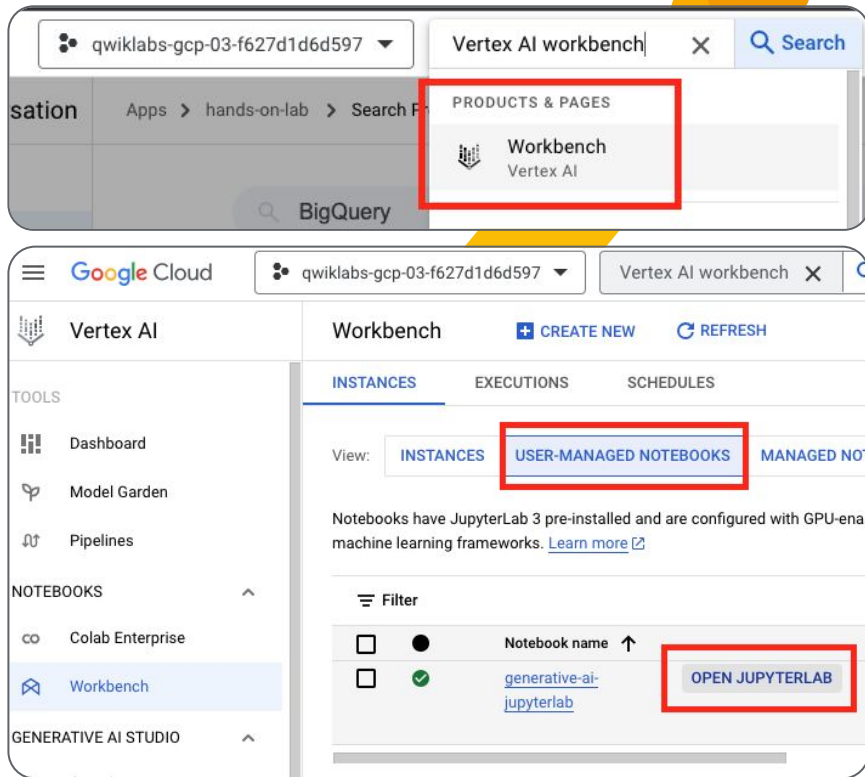 qwiklabs-gcp-03-f627d1d6d597
Vertex AI workbench
Search
sation
Apps > hands-on-lab > Search
PRODUCTS & PAGES
Workbench
Vertex AI
BigQuery
Google Cloud
qwiklabs-gcp-03-f627d1d6d597
Vertex AI workbench
Vertex AI
Workbench
CREATE NEW
REFRESH
TOOLS
INSTANCES
EXECUTIONS
SCHEDULES
Dashboard
View:
INSTANCES
USER-MANAGED NOTEBOOKS
MANAGED NOT
Model Garden
Pipelines
Notebooks have JupyterLab 3 pre-installed and are configured with GPU-ena
machine learning frameworks. Learn more
NOTEBOOKS
Filter
Colab Enterprise
Notebook name
Workbench
generative-ai-
jupyterlab
OPEN JUPYTERLAB
GENERATIVE AI STUDIO